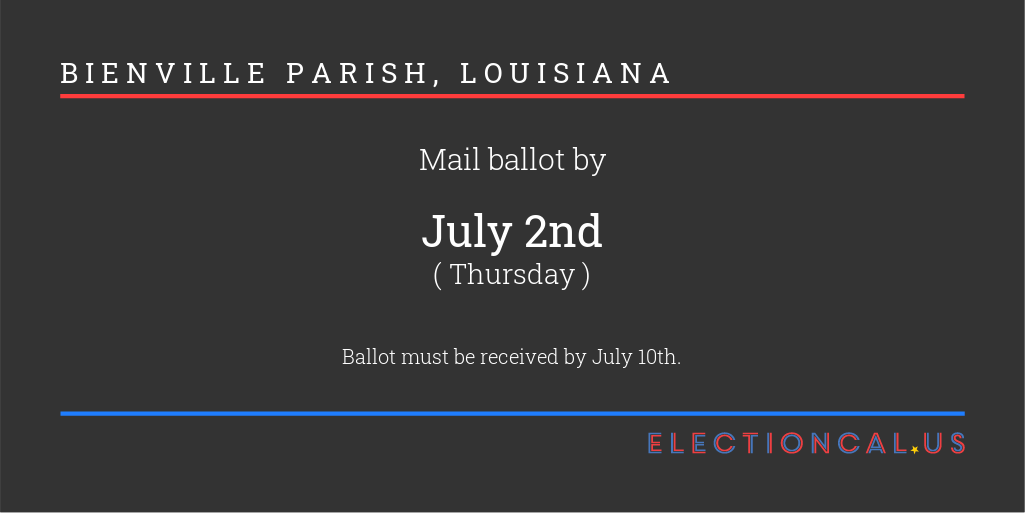 BIENVILLE PARISH, LOUISIANA
Mail ballot by
July 2nd
( Thursday )
Ballot must be received by July 10th.
ELECTIONCAL.US